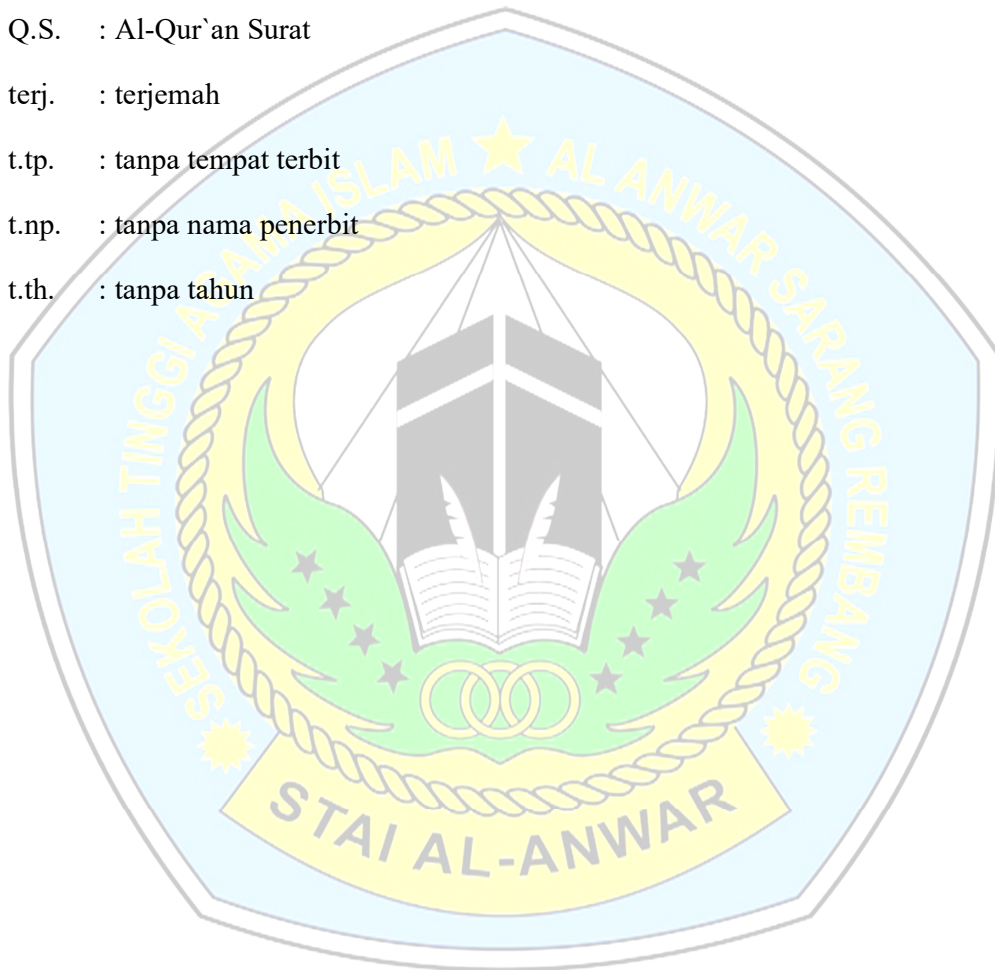 Q.S. : Al-Qur`an Surat
terj. : terjemah
t.tp. : tanpa tempat terbit
t.np. : tanpa nama penerbit
t.th. : tanpa tahun
SEKOLAH TINGGI AGAMA ISLAM AL ANWAR SARANG REMBANG
STAI AL-ANWAR